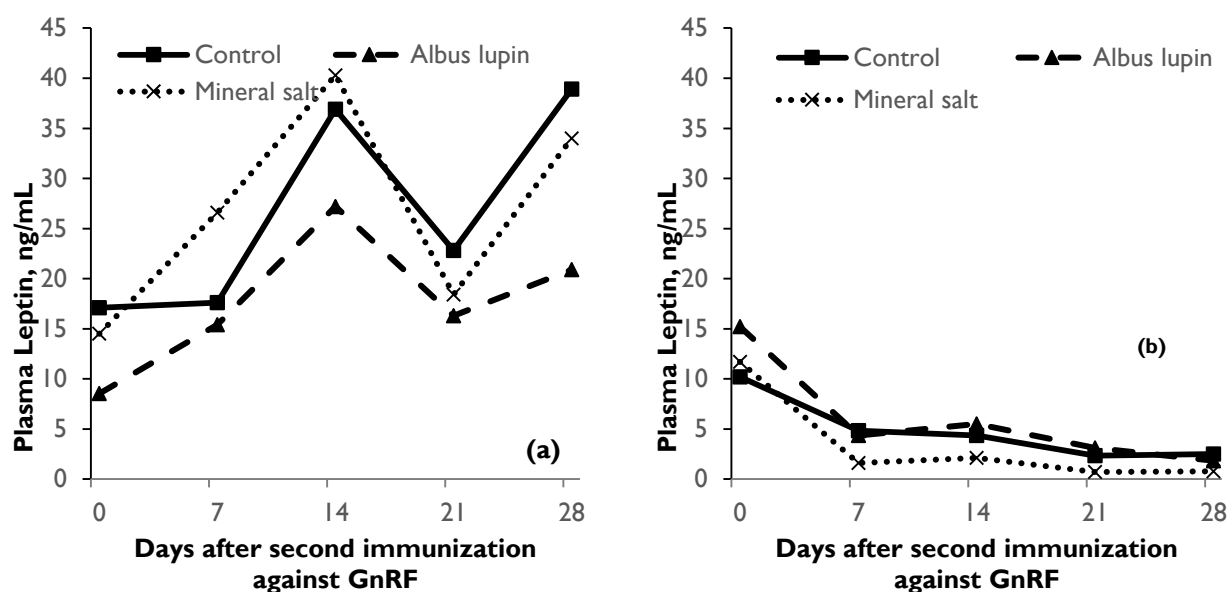 45
40
35
30
25
20
15
10
5
0
Plasma Leptin, ng/mL
Control
Albus lupin
Mineral salt
(a)
0 7 14 21 28
Days after second immunization
against GnRF
45
40
35
30
25
20
15
10
5
0
Plasma Leptin, ng/mL
Control
Albus lupin
Mineral salt
(b)
0 7 14 21 28
Days after second immunization
against GnRF